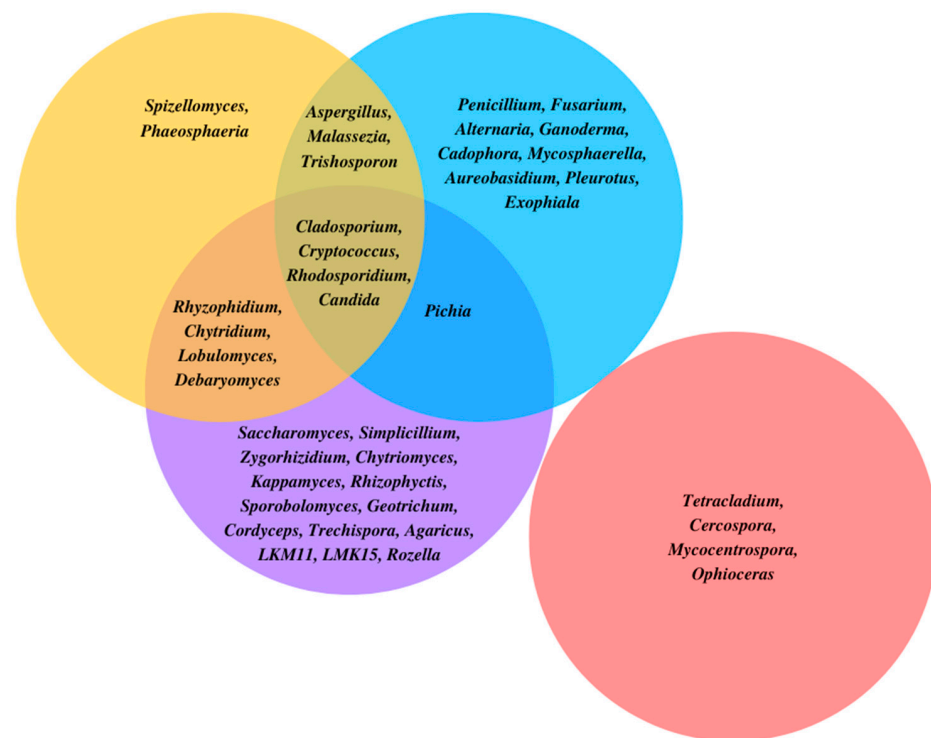 Spizellomyces,
Phaeosphaeria
Aspergillus,
Malassezia,
Trishosporon
Penicillium, Fusarium,
Alternaria, Ganoderma,
Cadophora, Mycosphaerella,
Aureobasidium, Pleurotus,
Exophiala
Cladosporium,
Cryptococcus,
Rhodosporidium,
Candida
Rhyzophidium,
Chytridium,
Lobulomyces,
Debaryomyces
Pichia
Saccharomyces, Simplicillium,
Zygorhizidium, Chytriomyces,
Kappamyces, Rhizophyctis,
Sporobolomyces, Geotrichum,
Cordyceps, Trechispora, Agaricus,
LKM11, LMK15, Rozella
Tetracladium,
Cercospora,
Mycocentrospora,
Ophioceras